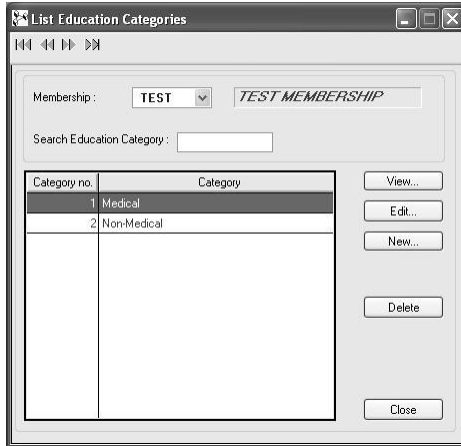 List Education Categories
Membership : TEST TEST MEMBERSHIP
Search Education Category :
Category no. Category
1 Medical
2 Non-Medical
View...
Edit...
New...
Delete
Close